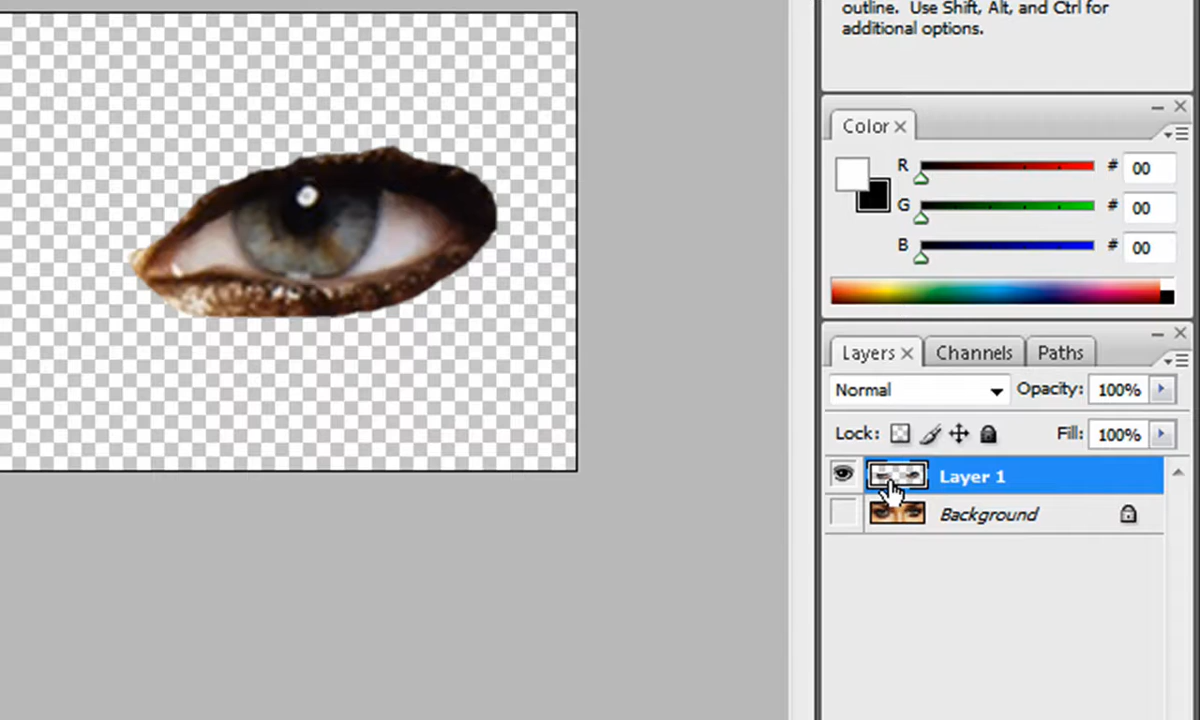 outline. Use Shift, Alt, and Ctrl for
additional options.
Color
R # 00
G # 00
B # 00
Layers Channels Paths
Normal Opacity: 100%
Lock: Fill: 100%
Layer 1
Background